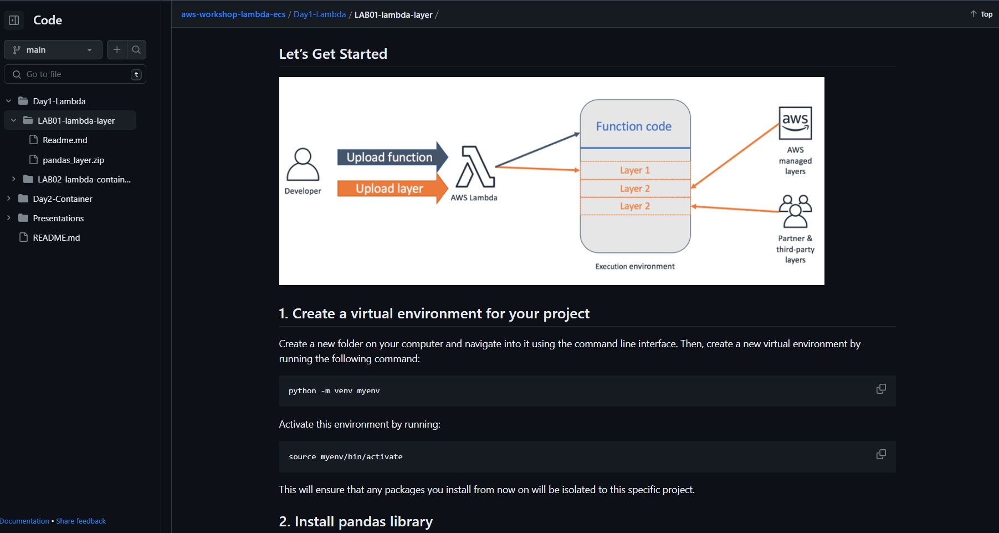 Code
main
Go to file
t
Day1-Lambda
LAB01-lambda-layer
Readme.md
pandas_layer.zip
LAB02-lambda-contain...
Day2-Container
Presentations
README.md
Documentation • Share feedback
aws-workshop-lambda-ecs / Day1-Lambda / LAB01-lambda-layer /
Top
Let’s Get Started
Developer
Upload function
Upload layer
AWS Lambda
Function code
Layer 1
Layer 2
Layer 2
Execution environment
aws
AWS
managed
layers
Partner &
third-party
layers
1. Create a virtual environment for your project
Create a new folder on your computer and navigate into it using the command line interface. Then, create a new virtual environment by
running the following command:
python -m venv myenv
Activate this environment by running:
source myenv/bin/activate
This will ensure that any packages you install from now on will be isolated to this specific project.
2. Install pandas library